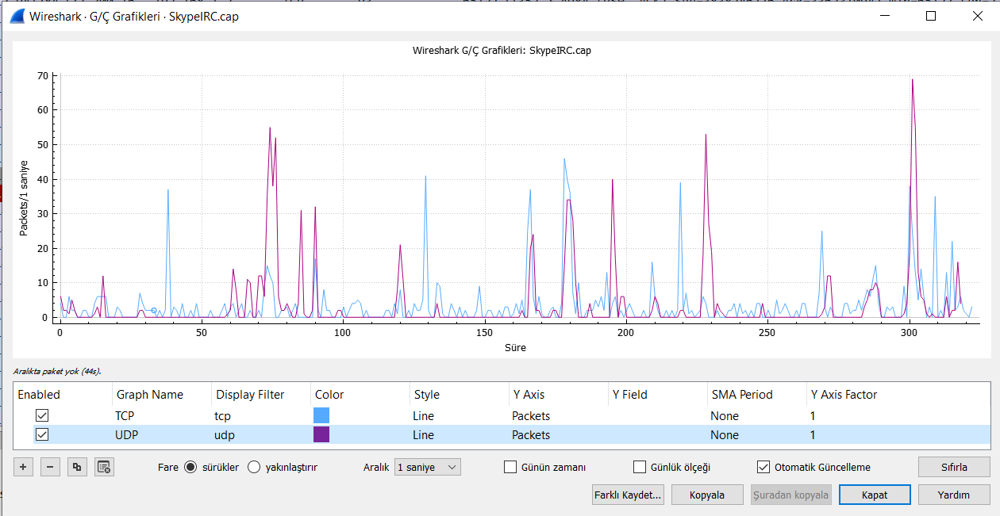 Wireshark · G/Ç Grafikleri · SkypeIRC.cap
Wireshark G/Ç Grafikleri: SkypeIRC.cap
Packets/1 saniye
70
60
50
40
30
20
10
0
0 50 100 150 200 250 300
Süre
Aralıkta paket yok (44s).
Enabled Graph Name Display Filter Color Style Y Axis Y Field SMA Period Y Axis Factor
TCP tcp Line Packets None 1
UDP udp Line Packets None 1
Fare sürükler yakınlaştırır Aralık 1 saniye Günün zamanı Günlük ölçeği Otomatik Güncelleme Sıfırla
Farklı Kaydet... Kopyala Şuradan kopyala Kapat Yardım